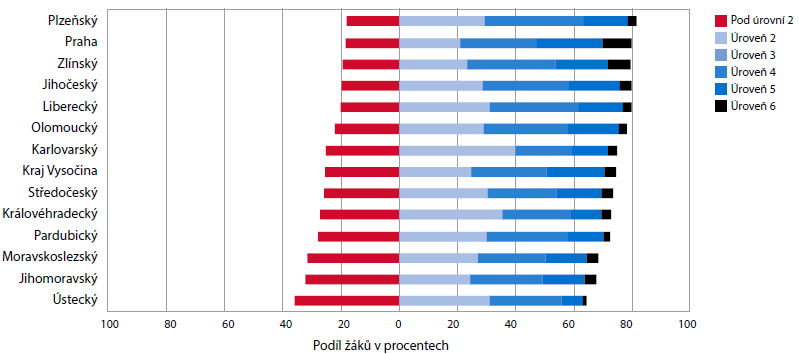 Plzeňský
Praha
Zlínský
Jihočeský
Liberecký
Olomoucký
Karlovarský
Kraj Vysočina
Středočeský
Královéhradecký
Pardubický
Moravskoslezský
Jihomoravský
Ústecký
100 80 60 40 20 0 20 40 60 80 100
Podíl žáků v procentech
Pod úrovní 2
Úroveň 2
Úroveň 3
Úroveň 4
Úroveň 5
Úroveň 6